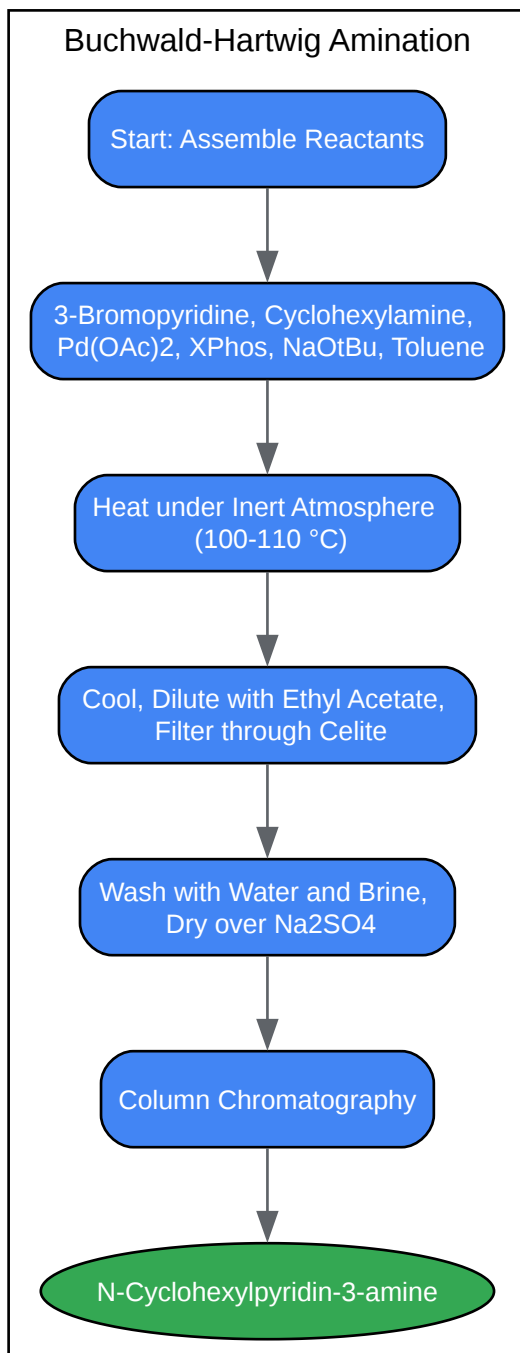 Buchwald-Hartwig Amination
Start: Assemble Reactants
3-Bromopyridine, Cyclohexylamine,
Pd(OAc)2, XPhos, NaOtBu, Toluene
Heat under Inert Atmosphere
(100-110 °C)
Cool, Dilute with Ethyl Acetate,
Filter through Celite
Wash with Water and Brine,
Dry over Na2SO4
Column Chromatography
N-Cyclohexylpyridin-3-amine